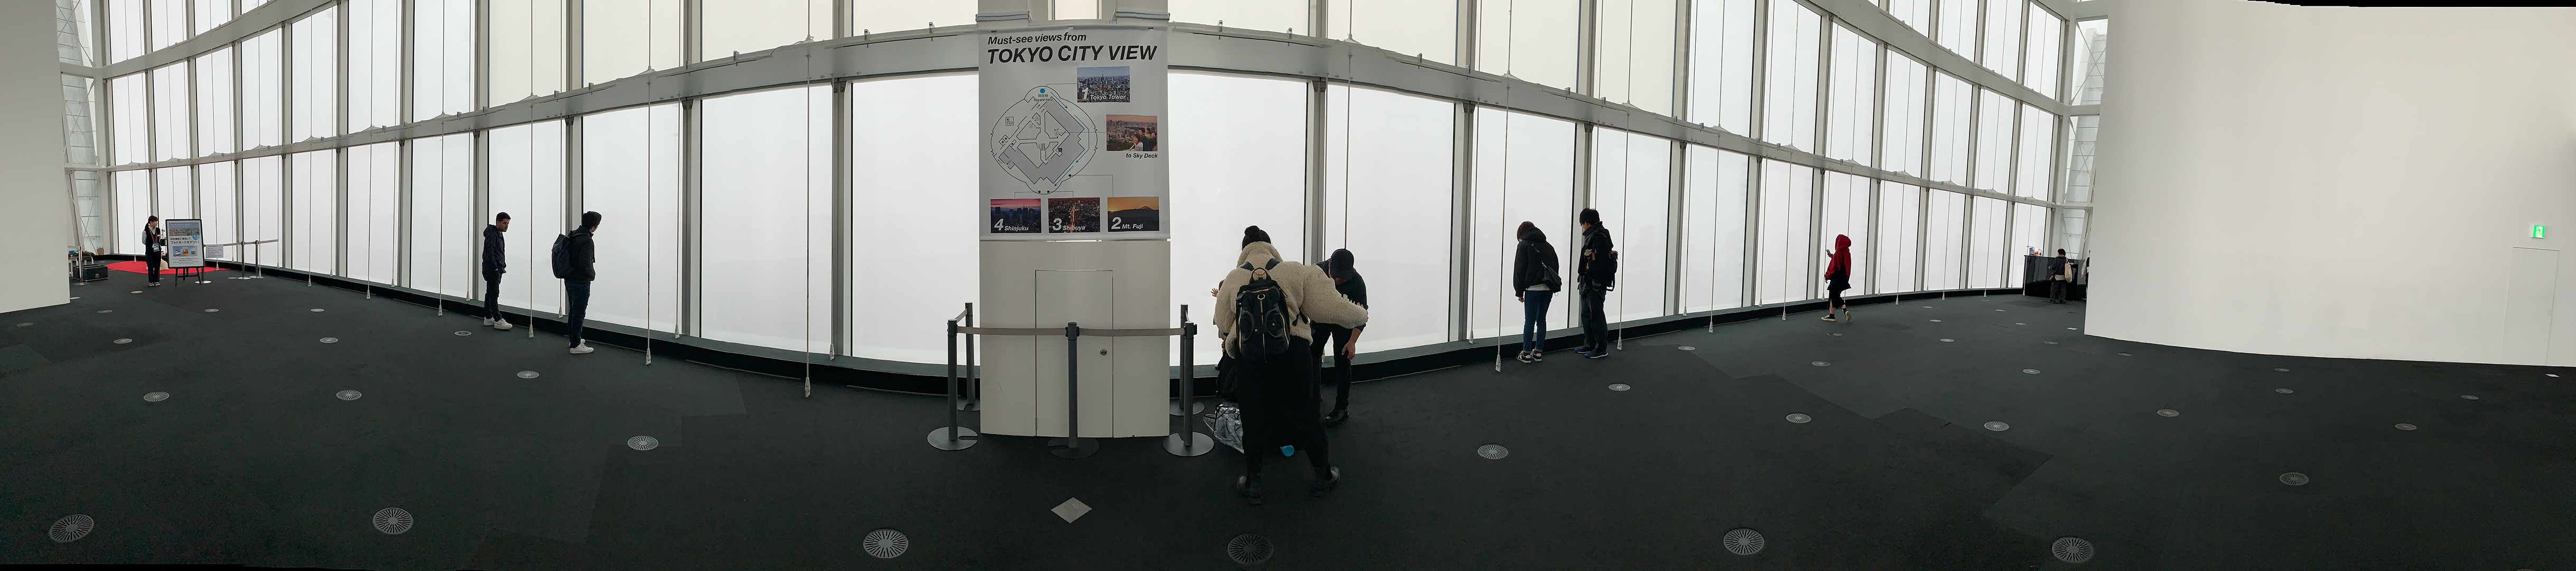 Must-see views from
TOKYO CITY VIEW
Tokyo Tower
to Sky Deck
4 Shinjuku
3 Shibuya
2 Mt. Fuji